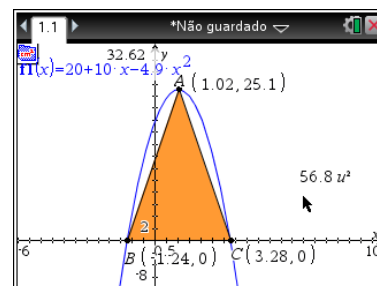 1.1 *Não guardado
cm²
32.62 y
f1(x)=20+10·x−4.9·x²
A (1.02,25.1)
56.8 u²
2
x
-6 0.5 10
B (-1.24,0) C (3.28,0)
-8